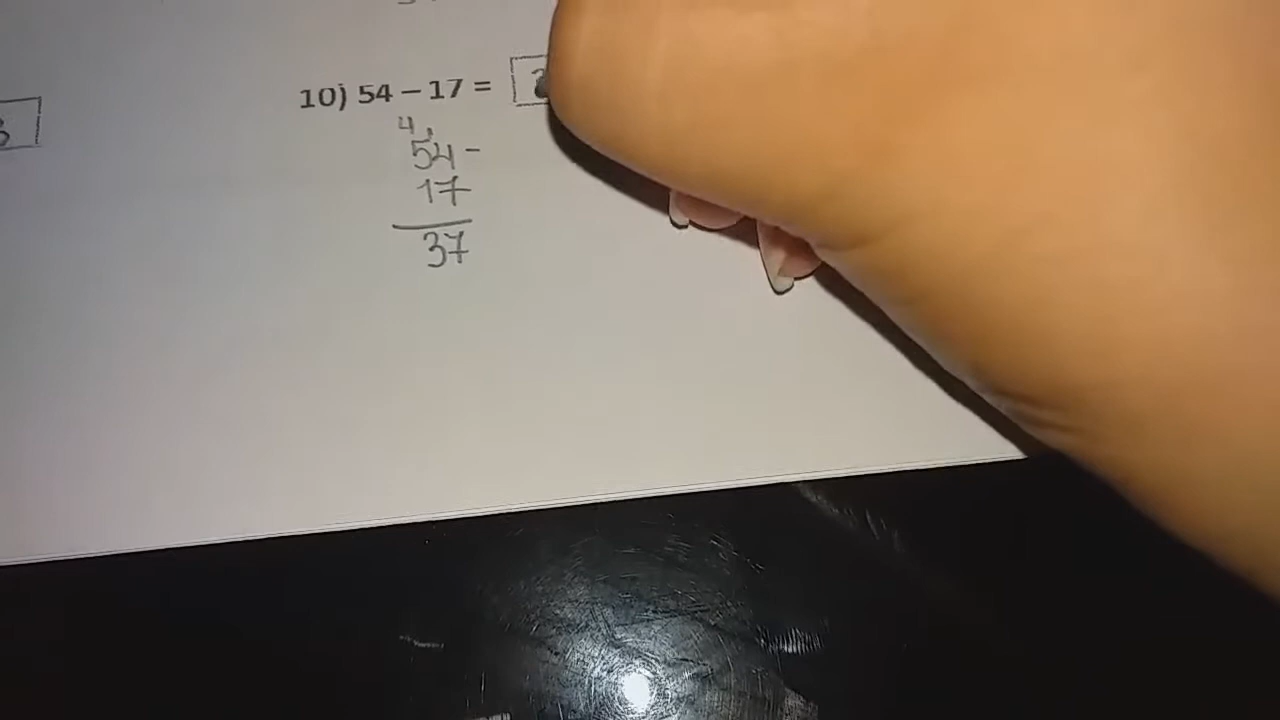 10) 54 – 17 =
4,
54 -
17
37